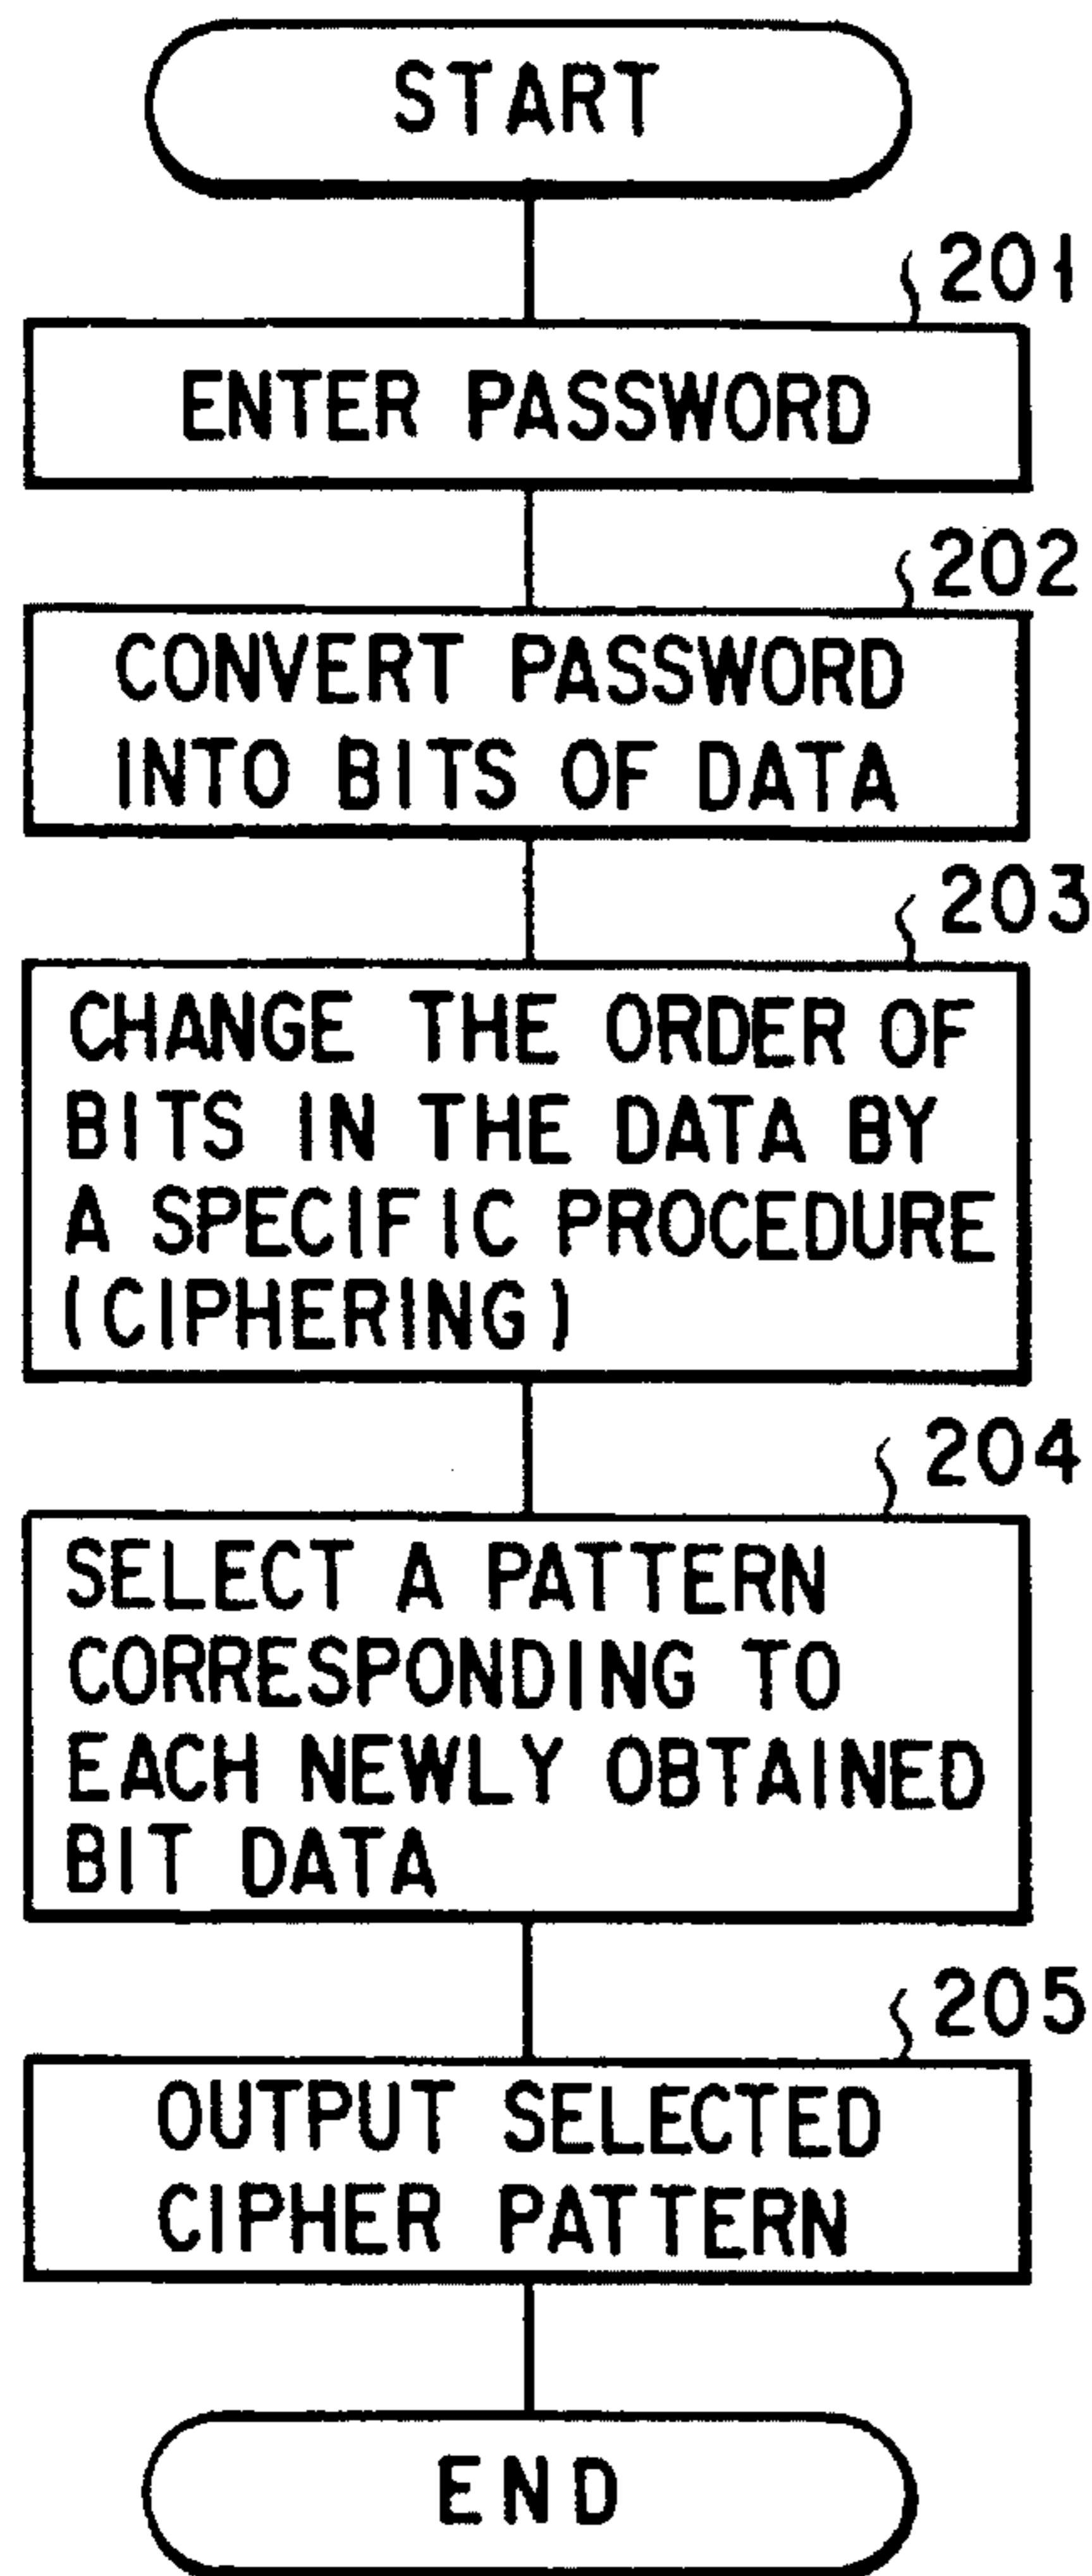 START
201
ENTER PASSWORD
202
CONVERT PASSWORD
INTO BITS OF DATA
203
CHANGE THE ORDER OF
BITS IN THE DATA BY
A SPECIFIC PROCEDURE
(CIPHERING)
204
SELECT A PATTERN
CORRESPONDING TO
EACH NEWLY OBTAINED
BIT DATA
205
OUTPUT SELECTED
CIPHER PATTERN
END